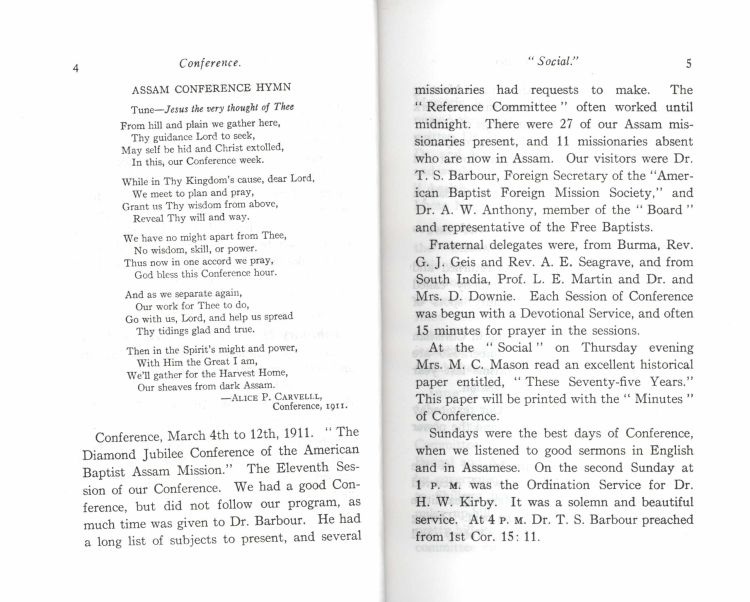 4
Conference.
ASSAM CONFERENCE HYMN
Tune—Jesus the very thought of Thee
From hill and plain we gather here,
Thy guidance Lord to seek,
May self be hid and Christ extolled,
In this, our Conference week.
While in Thy Kingdom's cause, dear Lord,
We meet to plan and pray,
Grant us Thy wisdom from above,
Reveal Thy will and way.
We have no might apart from Thee,
No wisdom, skill, or power.
Thus now in one accord we pray,
God bless this Conference hour.
And as we separate again,
Our work for Thee to do,
Go with us, Lord, and help us spread
Thy tidings glad and true.
Then in the Spirit's might and power,
With Him the Great I am,
We'll gather for the Harvest Home,
Our sheaves from dark Assam.
—ALICE P. CARVELLL,
Conference, 1911.
Conference, March 4th to 12th, 1911. " The
Diamond Jubilee Conference of the American
Baptist Assam Mission." The Eleventh Ses-
sion of our Conference. We had a good Con-
ference, but did not follow our program, as
much time was given to Dr. Barbour. He had
a long list of subjects to present, and several
" Social."
5
missionaries had requests to make. The
" Reference Committee " often worked until
midnight. There were 27 of our Assam mis-
sionaries present, and 11 missionaries absent
who are now in Assam. Our visitors were Dr.
T. S. Barbour, Foreign Secretary of the "Amer-
ican Baptist Foreign Mission Society," and
Dr. A. W. Anthony, member of the " Board "
and representative of the Free Baptists.
Fraternal delegates were, from Burma, Rev.
G. J. Geis and Rev. A. E. Seagrave, and from
South India, Prof. L. E. Martin and Dr. and
Mrs. D. Downie. Each Session of Conference
was begun with a Devotional Service, and often
15 minutes for prayer in the sessions.
At the " Social " on Thursday evening
Mrs. M. C. Mason read an excellent historical
paper entitled, " These Seventy-five Years."
This paper will be printed with the " Minutes "
of Conference.
Sundays were the best days of Conference,
when we listened to good sermons in English
and in Assamese. On the second Sunday at
1 P. M. was the Ordination Service for Dr.
H. W. Kirby. It was a solemn and beautiful
service. At 4 P. M. Dr. T. S. Barbour preached
from 1st Cor. 15: 11.